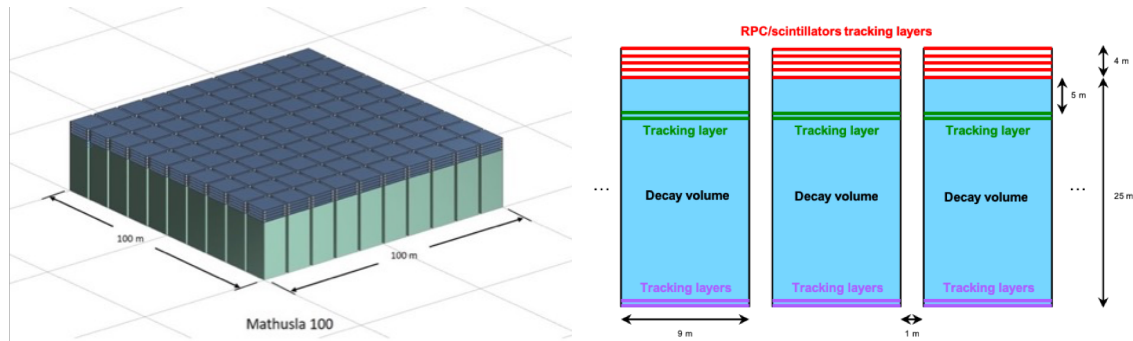 100 m
100 m
Mathusla 100
RPC/scintillators tracking layers
4 m
5 m
Tracking layer
Tracking layer
Tracking layer
...
Decay volume
Decay volume
Decay volume
...
25 m
Tracking layers
Tracking layers
Tracking layers
9 m
1 m